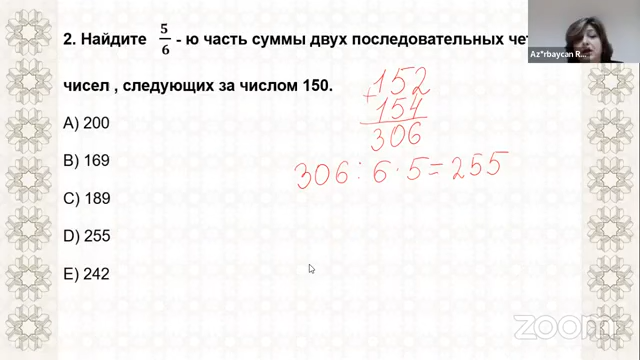 2. Найдите 5/6 - ю часть суммы двух последовательных чет
чисел , следующих за числом 150.
A) 200
B) 169
C) 189
D) 255
E) 242
152
+ 154
306
306 : 6 · 5 = 255
Az*rbaycan R...
zoom